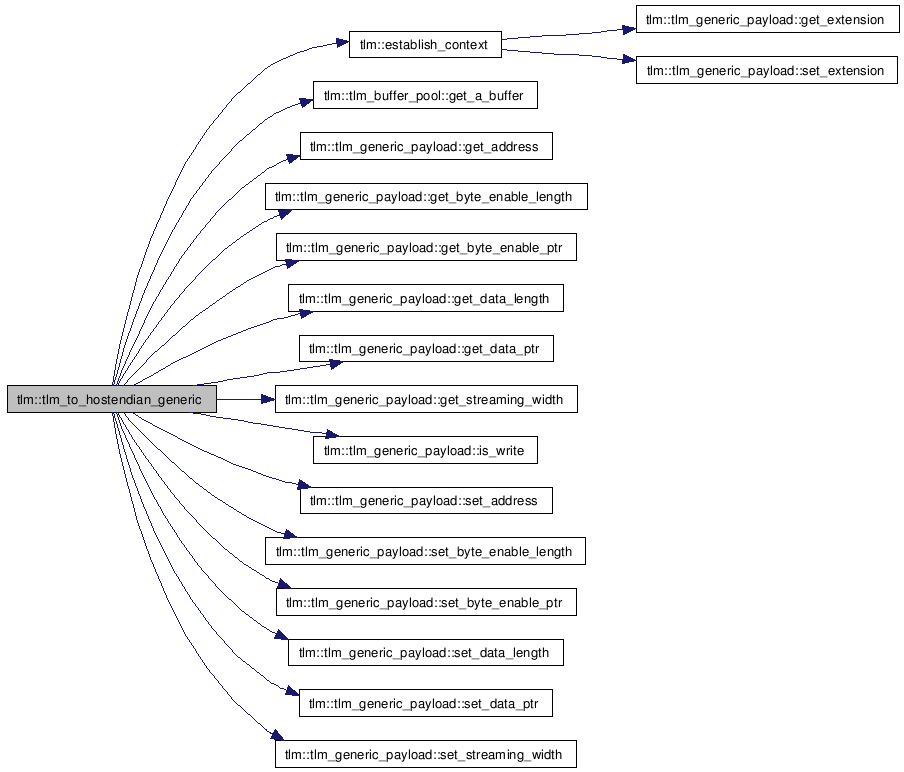 tlm::tlm_generic_payload::get_extension
tlm::establish_context
tlm::tlm_generic_payload::set_extension
tlm::tlm_buffer_pool::get_a_buffer
tlm::tlm_generic_payload::get_address
tlm::tlm_generic_payload::get_byte_enable_length
tlm::tlm_generic_payload::get_byte_enable_ptr
tlm::tlm_generic_payload::get_data_length
tlm::tlm_generic_payload::get_data_ptr
tlm::tlm_to_hostendian_generic
tlm::tlm_generic_payload::get_streaming_width
tlm::tlm_generic_payload::is_write
tlm::tlm_generic_payload::set_address
tlm::tlm_generic_payload::set_byte_enable_length
tlm::tlm_generic_payload::set_byte_enable_ptr
tlm::tlm_generic_payload::set_data_length
tlm::tlm_generic_payload::set_data_ptr
tlm::tlm_generic_payload::set_streaming_width